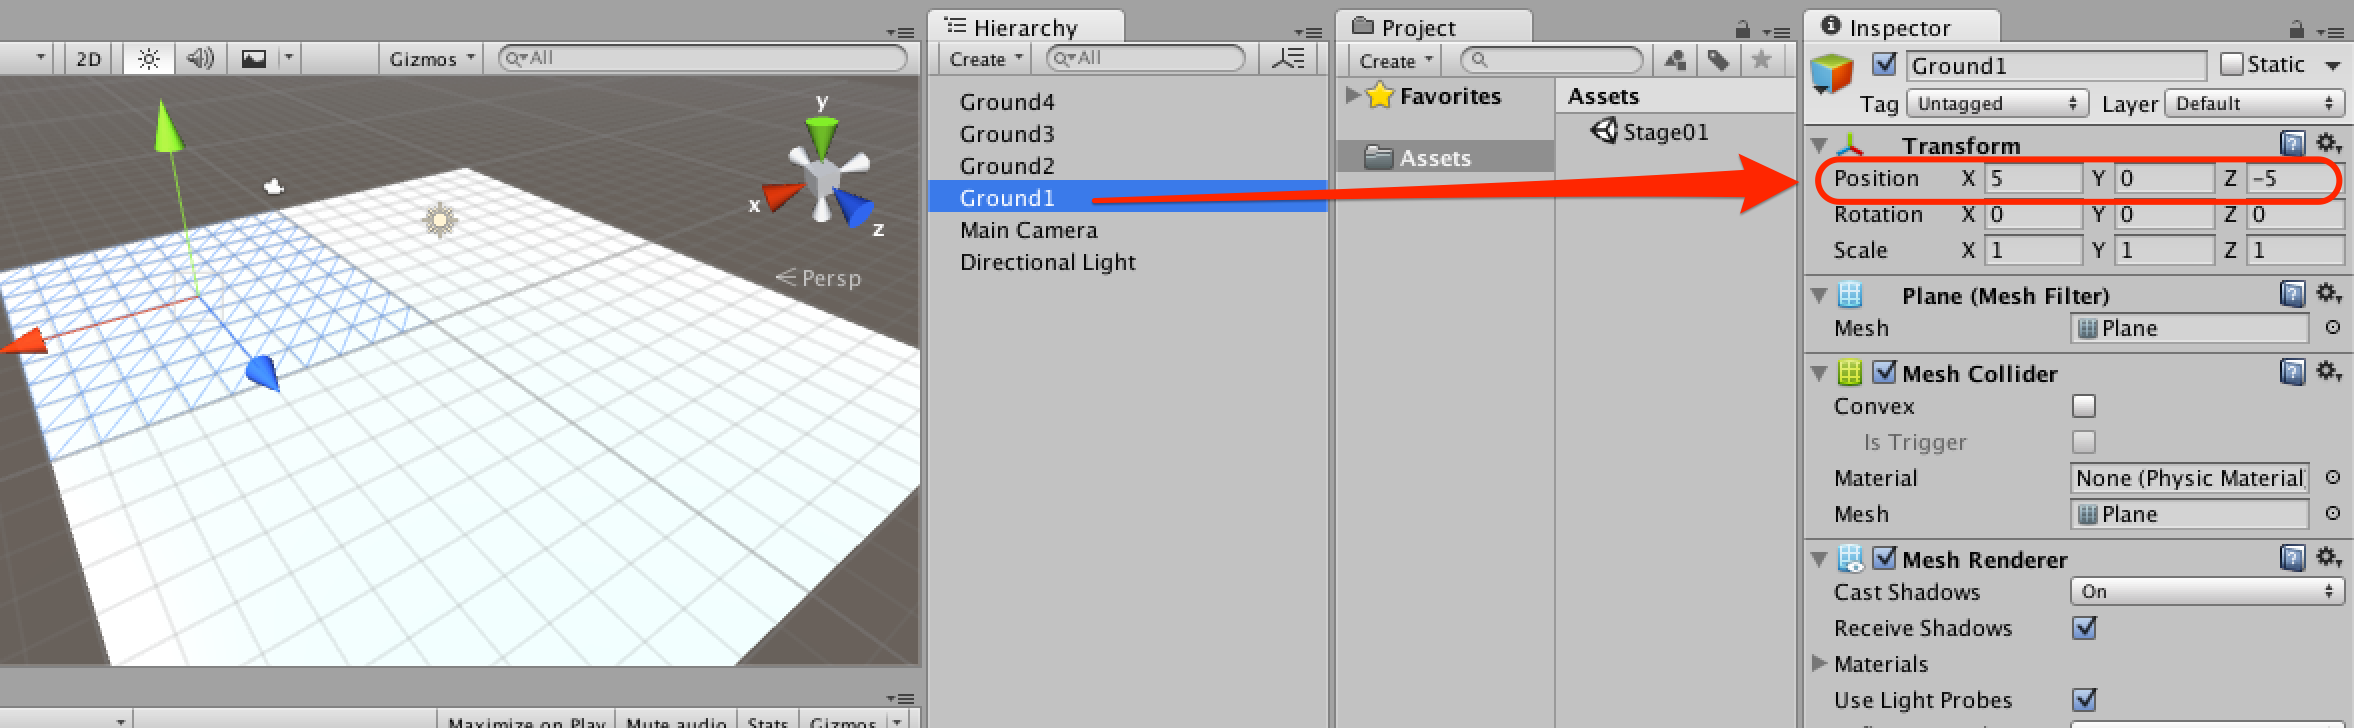 2D
Gizmos
All
y
x
z
Persp
Maximize on Play
Mute audio
Stats
Gizmos
Hierarchy
Create
All
Ground4
Ground3
Ground2
Ground1
Main Camera
Directional Light
Project
Create
Favorites
Assets
Assets
Stage01
Inspector
Ground1
Static
Tag Untagged Layer Default
Transform
Position X 5 Y 0 Z -5
Rotation X 0 Y 0 Z 0
Scale X 1 Y 1 Z 1
Plane (Mesh Filter)
Mesh Plane
Mesh Collider
Convex
Is Trigger
Material None (Physic Material
Mesh Plane
Mesh Renderer
Cast Shadows On
Receive Shadows
Materials
Use Light Probes